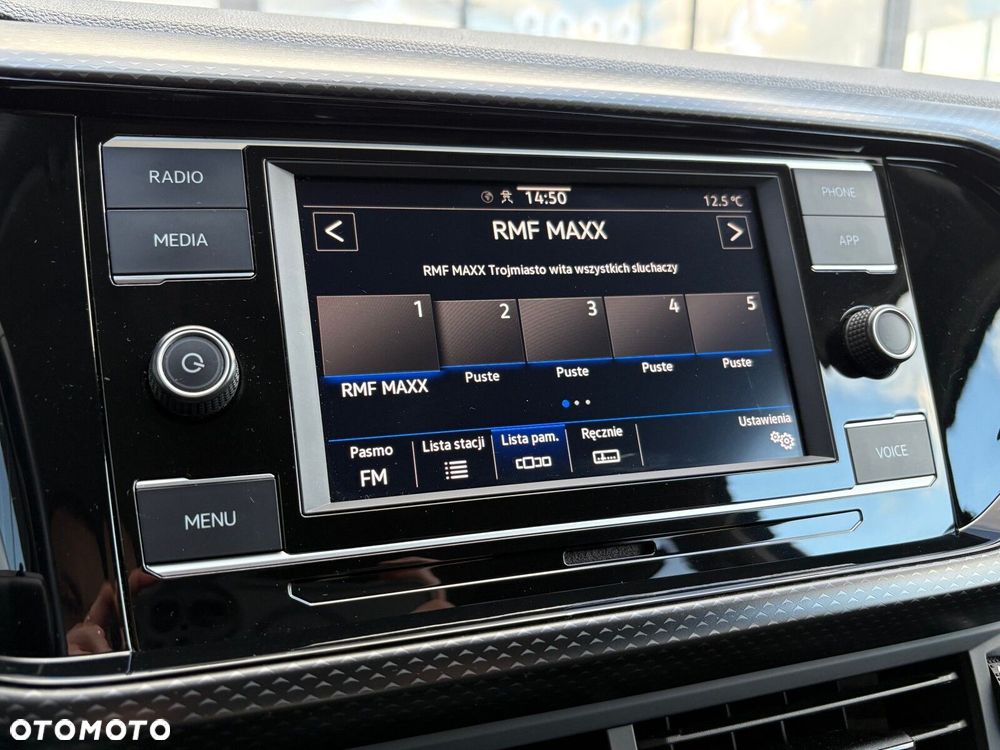 RADIO
MEDIA
MENU
14:50
12.5 °C
<
RMF MAXX
>
RMF MAXX Trojmiasto wita wszystkich sluchaczy
1
2
3
4
5
RMF MAXX
Puste
Puste
Puste
Puste
Pasmo
FM
Lista stacji
Lista pam.
Ręcznie
Ustawienia
PHONE
APP
VOICE
OTOMOTO